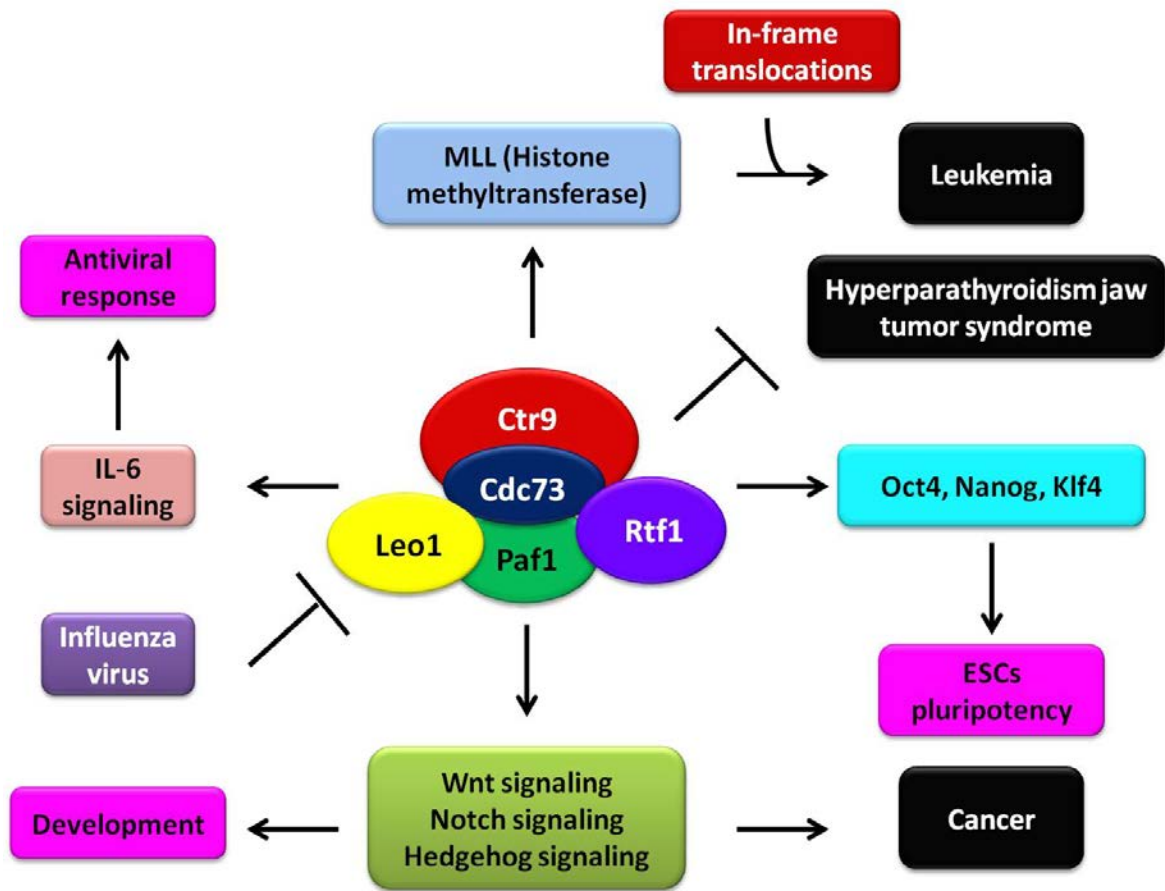 In-frame
translocations
MLL (Histone
methyltransferase)
Leukemia
Antiviral
response
Hyperparathyroidism jaw
tumor syndrome
Ctr9
IL-6
signaling
Cdc73
Oct4, Nanog, Klf4
Leo1
Rtf1
Paf1
Influenza
virus
ESCs
pluripotency
Wnt signaling
Notch signaling
Hedgehog signaling
Development
Cancer